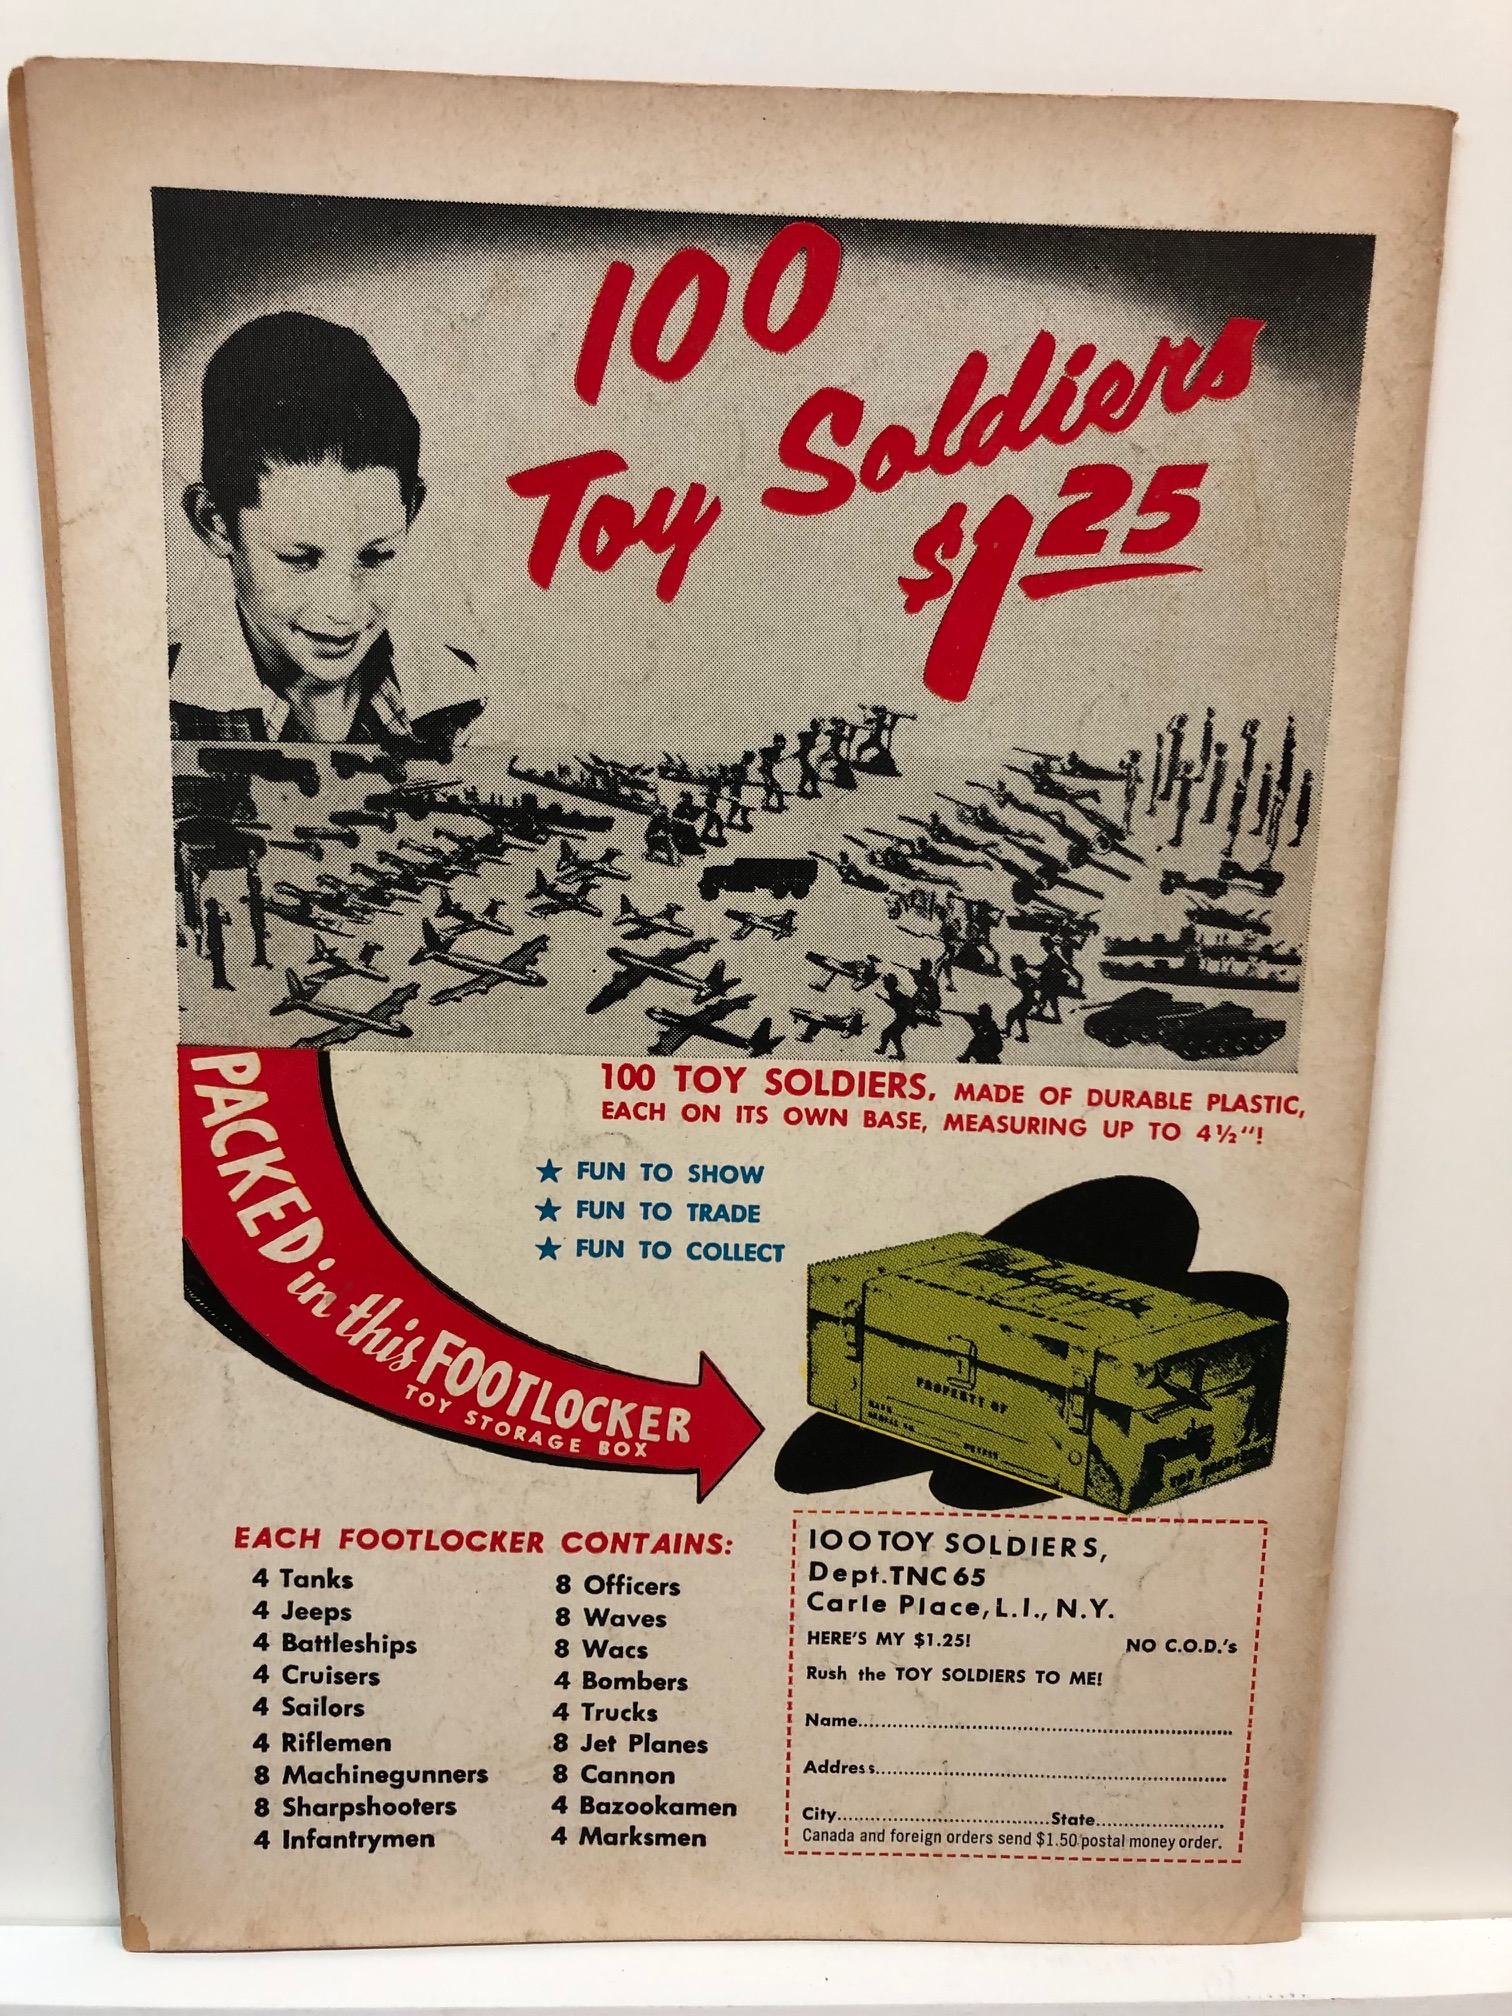 100
Toy Soldiers
$1.25
PACKED in this FOOTLOCKER
TOY STORAGE BOX
100 TOY SOLDIERS, MADE OF DURABLE PLASTIC,
EACH ON ITS OWN BASE, MEASURING UP TO 4½"!
★ FUN TO SHOW
★ FUN TO TRADE
★ FUN TO COLLECT
PROPERTY OF
EACH FOOTLOCKER CONTAINS:
4 Tanks
4 Jeeps
4 Battleships
4 Cruisers
4 Sailors
4 Riflemen
8 Machinegunners
8 Sharpshooters
4 Infantrymen
8 Officers
8 Waves
8 Wacs
4 Bombers
4 Trucks
8 Jet Planes
8 Cannon
4 Bazookamen
4 Marksmen
100 TOY SOLDIERS,
Dept. TNC 65
Carle Place, L.I., N.Y.
HERE'S MY $1.25! NO C.O.D.'s
Rush the TOY SOLDIERS TO ME!
Name
Address
City State
Canada and foreign orders send $1.50 postal money order.